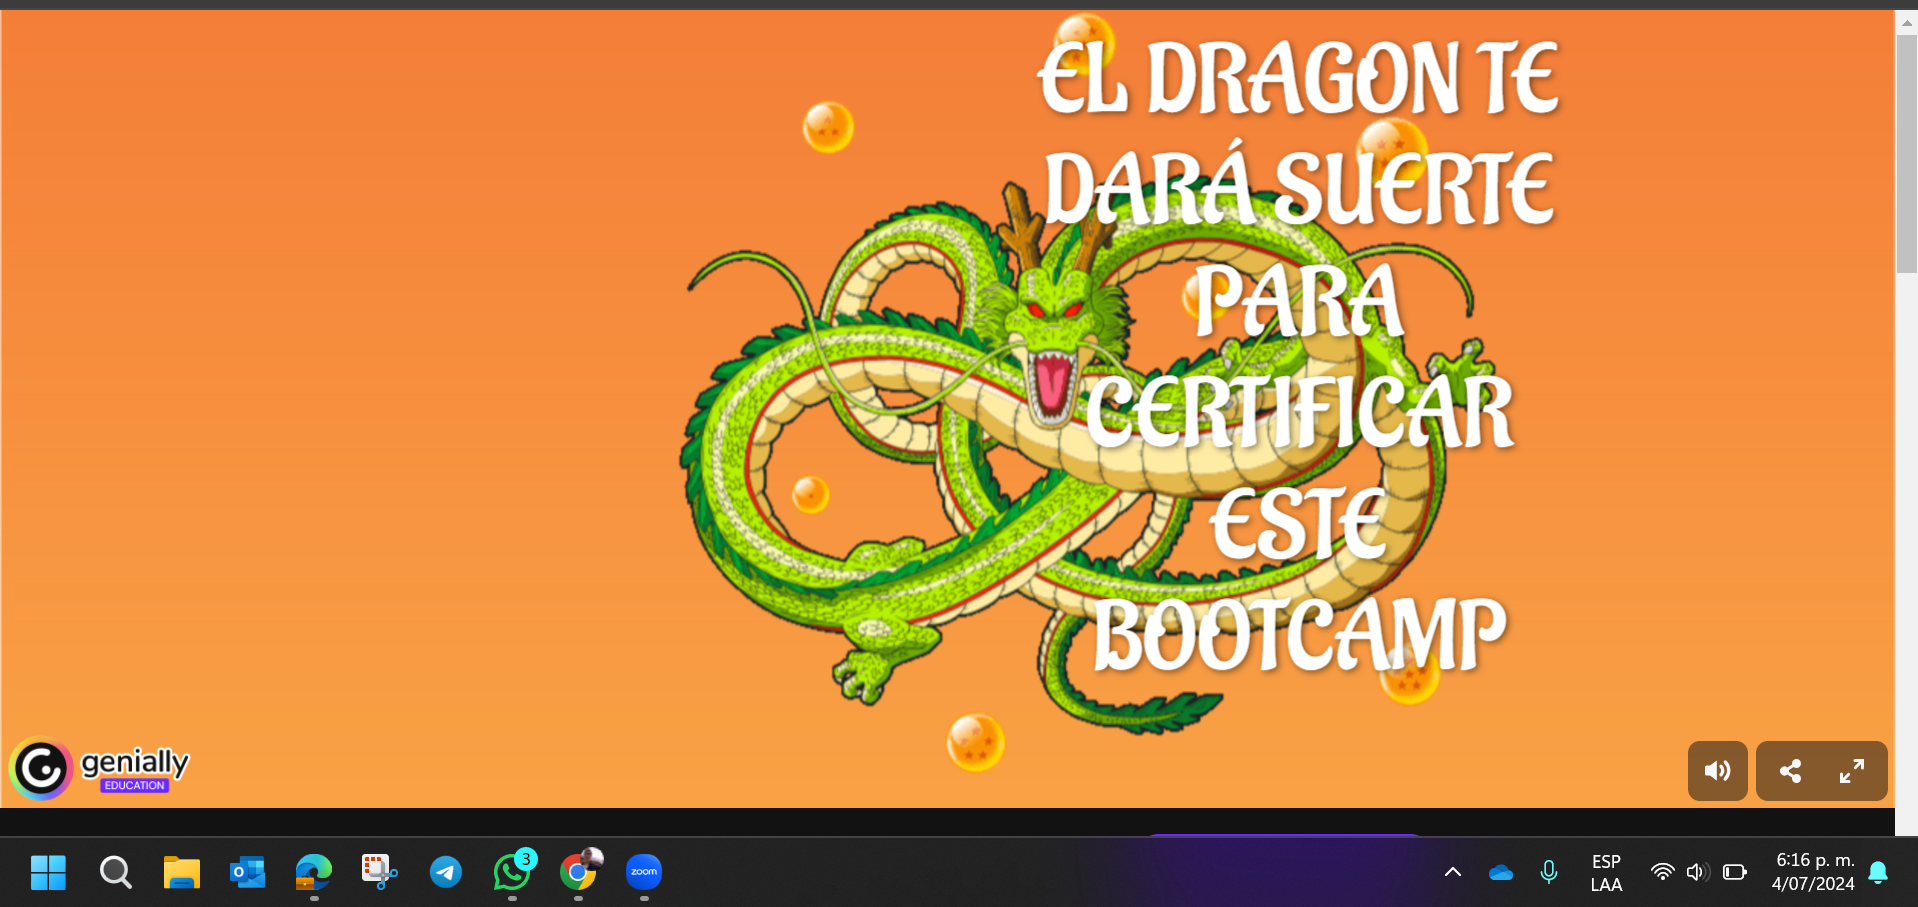 EL DRAGON TE
DARÁ SUERTE
PARA
CERTIFICAR
ESTE
BOOTCAMP
genially
EDUCATION
3
zoom
ESP
LAA
6:16 p. m.
4/07/2024